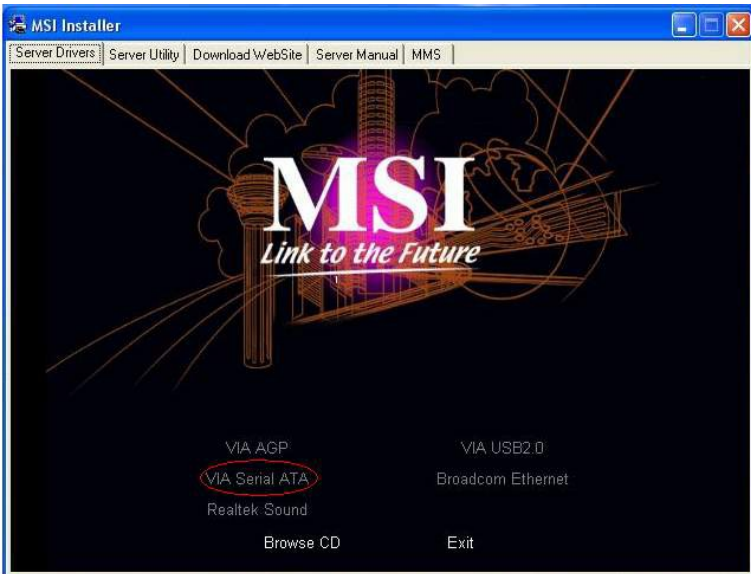 MSI Installer
Server Drivers Server Utility Download WebSite Server Manual MMS
MSI
Link to the Future
VIA AGP VIA USB2.0
VIA Serial ATA Broadcom Ethernet
Realtek Sound
Browse CD Exit